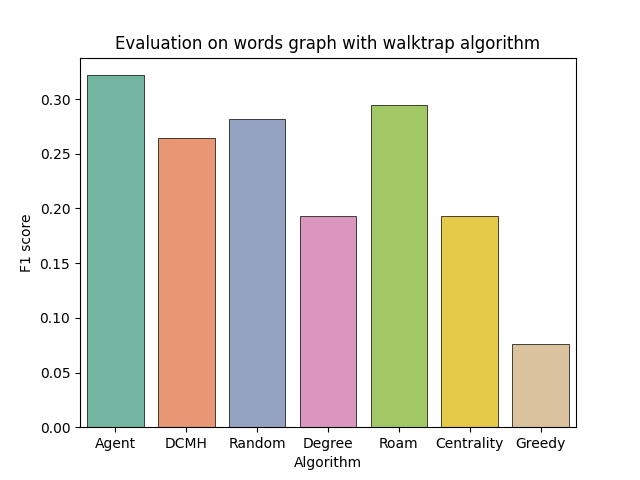 Evaluation on words graph with walktrap algorithm
F1 score
0.30
0.25
0.20
0.15
0.10
0.05
0.00
Agent DCMH Random Degree Roam Centrality Greedy
Algorithm